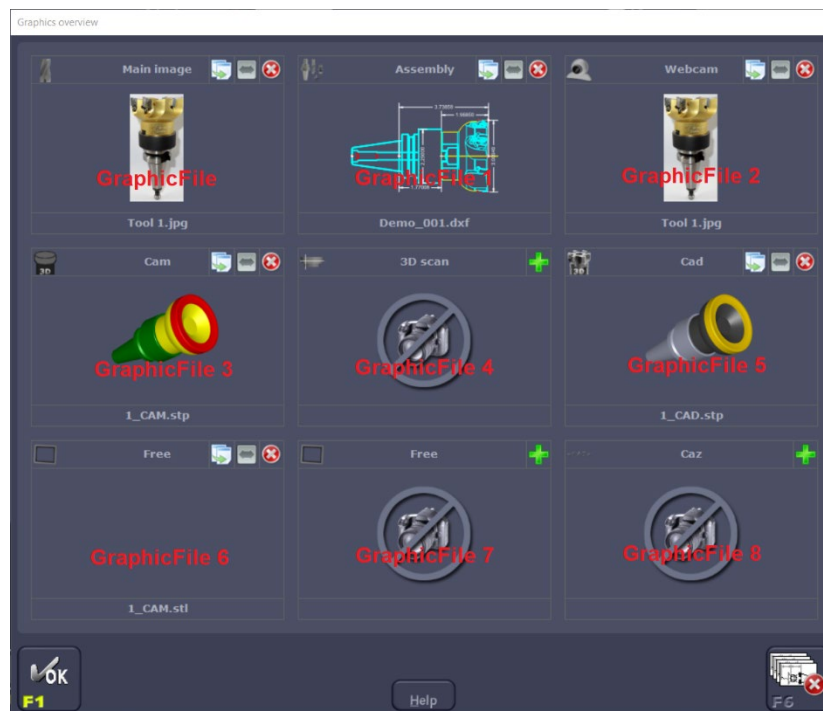 Graphics overview
Main image
Assembly
Webcam
GraphicFile
GraphicFile 1
GraphicFile 2
Tool 1.jpg
Demo_001.dxf
Tool 1.jpg
3D
Cam
3D scan
3D
Cad
GraphicFile 3
GraphicFile 4
GraphicFile 5
1_CAM.stp
1_CAD.stp
Free
Free
Caz
GraphicFile 6
GraphicFile 7
GraphicFile 8
1_CAM.stl
OK
F1
Help
F6